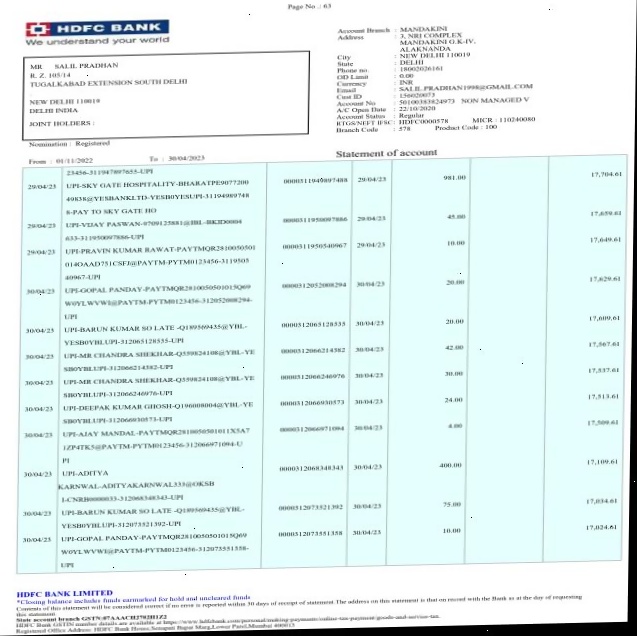 Page No .: 63
HDFC BANK
We understand your world
MR SALIL PRADHAN
R. Z. 105/14
TUGALKABAD EXTENSION SOUTH DELHI
NEW DELHI 110019
DELHI INDIA
JOINT HOLDERS :
Nomination : Registered
From : 01/11/2022 To : 30/04/2023
Account Branch : MANDAKINI
Address : 3, NRI COMPLEX
MANDAKINI G.K-IV,
ALAKNANDA
City : NEW DELHI 110019
State : DELHI
Phone no. : 18002026161
OD Limit : 0.00
Currency : INR
Email : SALIL.PRADHAN1998@GMAIL.COM
Cust ID : 156020073
Account No : 50100383824973 NON MANAGED V
A/C Open Date : 22/10/2020
Account Status : Regular
RTGS/NEFT IFSC: HDFC0000578 MICR : 110240080
Branch Code : 578 Product Code : 100
Statement of account
23456-311947897655-UPI
29/04/23 UPI-SKY GATE HOSPITALITY-BHARATPE9077200 0000311949897488 29/04/23 981.00 17,704.61
49838@YESBANKLTD-YESB0YESUPI-31194989748
8-PAY TO SKY GATE HO
29/04/23 UPI-VIJAY PASWAN-9709125881@IBL-BKID0004 0000311950097886 29/04/23 45.00 17,659.61
633-311950097886-UPI
29/04/23 UPI-PRAVIN KUMAR RAWAT-PAYTMQR2810050501 0000311950540967 29/04/23 10.00 17,649.61
014OAAD751CSFJ@PAYTM-PYTM0123456-3119505
40967-UPI
30/04/23 UPI-GOPAL PANDAY-PAYTMQR2810050501015Q69 0000312052008294 30/04/23 20.00 17,629.61
W0YLWVWI@PAYTM-PYTM0123456-312052008294-
UPI
30/04/23 UPI-BARUN KUMAR SO LATE -Q189569435@YBL- 0000312065128535 30/04/23 20.00 17,609.61
YESB0YBLUPI-312065128535-UPI
30/04/23 UPI-MR CHANDRA SHEKHAR-Q359824108@YBL-YE 0000312066214382 30/04/23 42.00 17,567.61
SB0YBLUPI-312066214382-UPI
30/04/23 UPI-MR CHANDRA SHEKHAR-Q359824108@YBL-YE 0000312066246976 30/04/23 30.00 17,537.61
SB0YBLUPI-312066246976-UPI
30/04/23 UPI-DEEPAK KUMAR GHOSH-Q196008004@YBL-YE 0000312066930573 30/04/23 24.00 17,513.61
SB0YBLUPI-312066930573-UPI
30/04/23 UPI-AJAY MANDAL-PAYTMQR2810050501011X5A7 0000312066971094 30/04/23 4.00 17,509.61
1ZP4TK5@PAYTM-PYTM0123456-312066971094-U
PI
30/04/23 UPI-ADITYA 0000312068348343 30/04/23 400.00 17,109.61
KARNWAL-ADITYAKARNWAL333@OKSB
I-CNRB0000033-312068348343-UPI
30/04/23 UPI-BARUN KUMAR SO LATE -Q189569435@YBL- 0000312073521392 30/04/23 75.00 17,034.61
YESB0YBLUPI-312073521392-UPI
30/04/23 UPI-GOPAL PANDAY-PAYTMQR2810050501015Q69 0000312073551358 30/04/23 10.00 17,024.61
W0YLWVWI@PAYTM-PYTM0123456-312073551358-
UPI
HDFC BANK LIMITED
*Closing balance includes funds earmarked for hold and uncleared funds
Contents of this statement will be considered correct if no error is reported within 30 days of receipt of statement.The address on this statement is that on record with the Bank as at the day of requesting
this statement.
State account branch GSTN:07AAACH2702H1Z2
HDFC Bank GSTIN number details are available at https://www.hdfcbank.com/personal/making-payments/online-tax-payment/goods-and-service-tax.
Registered Office Address: HDFC Bank House,Senapati Bapat Marg,Lower Parel,Mumbai 400013